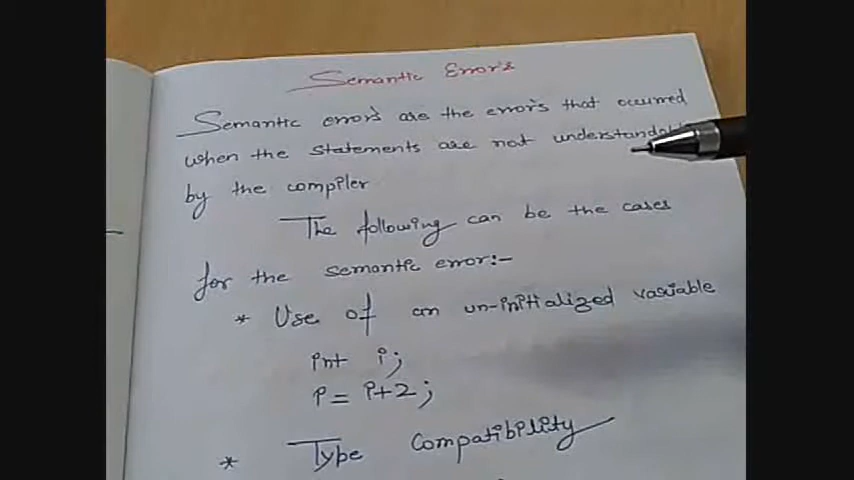 Semantic Errors
Semantic errors are the errors that occurred
when the statements are not
by the compiler
The following can be the cases
for the semantic error:-
* Use of an un-initialized variable
int i;
i = i+2;
* Type Compatibility